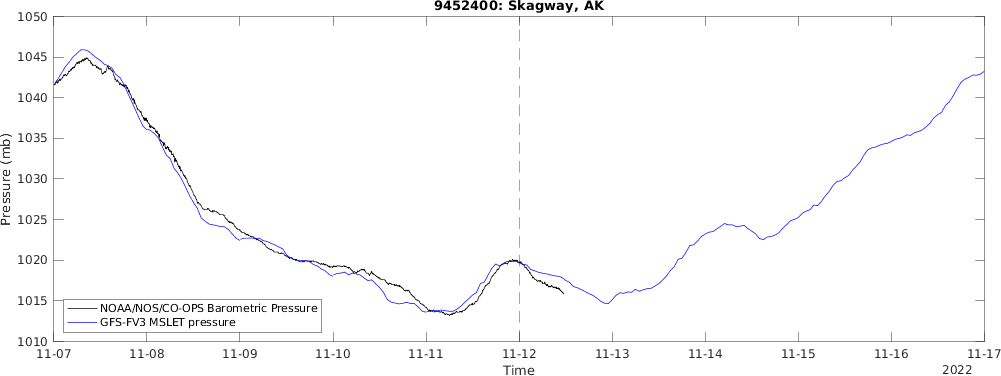 9452400: Skagway, AK
1050
1045
1040
1035
1030
1025
1020
1015
1010
Pressure (mb)
NOAA/NOS/CO-OPS Barometric Pressure
GFS-FV3 MSLET pressure
11-07 11-08 11-09 11-10 11-11 11-12 11-13 11-14 11-15 11-16 11-17
Time
2022